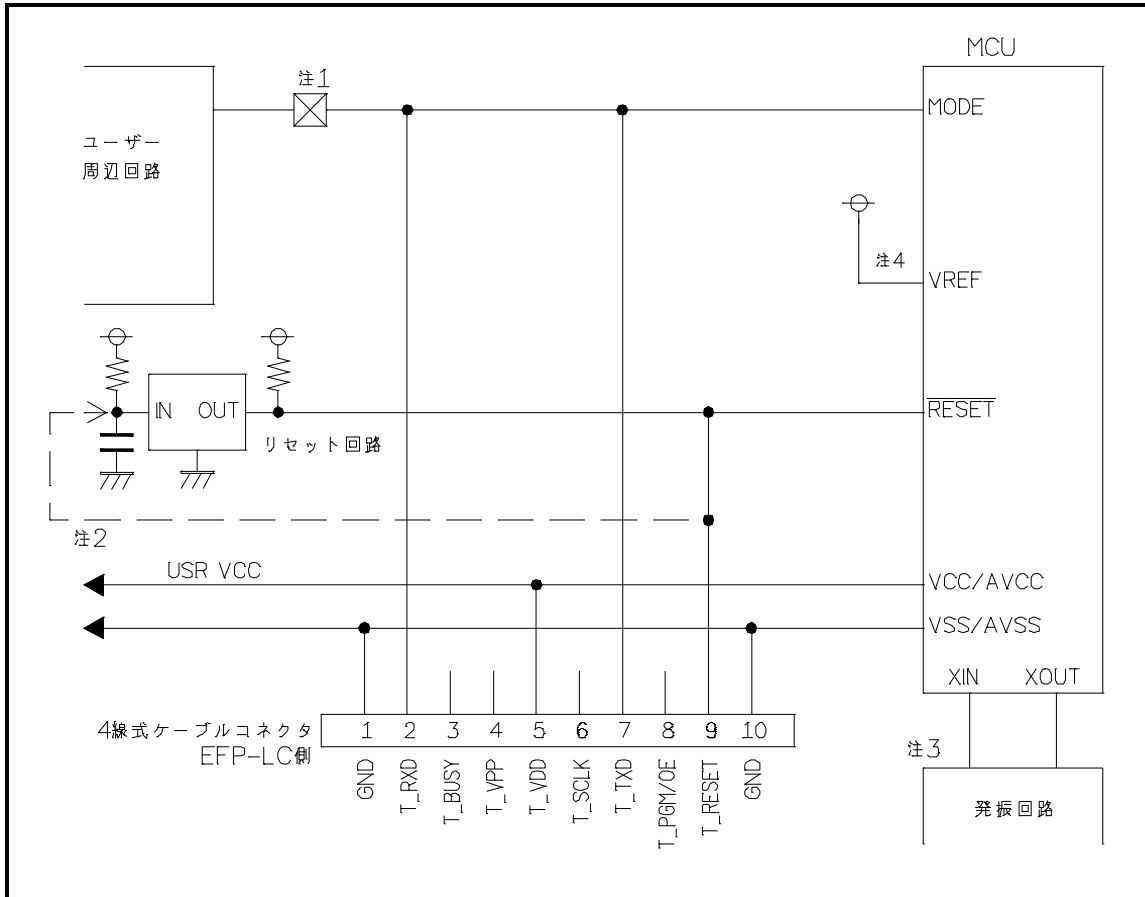 MCU
注1
MODE
ユーザー
周辺回路
注4
VREF
IN OUT
RESET
リセット回路
注2
USR VCC
VCC/AVCC
VSS/AVSS
XIN XOUT
4線式ケーブルコネクタ
EFP-LC側
1 2 3 4 5 6 7 8 9 10
GND
T_RXD
T_BUSY
T_VPP
T_VDD
T_SCLK
T_TXD
T_PGM/OE
T_RESET
GND
注3
発振回路